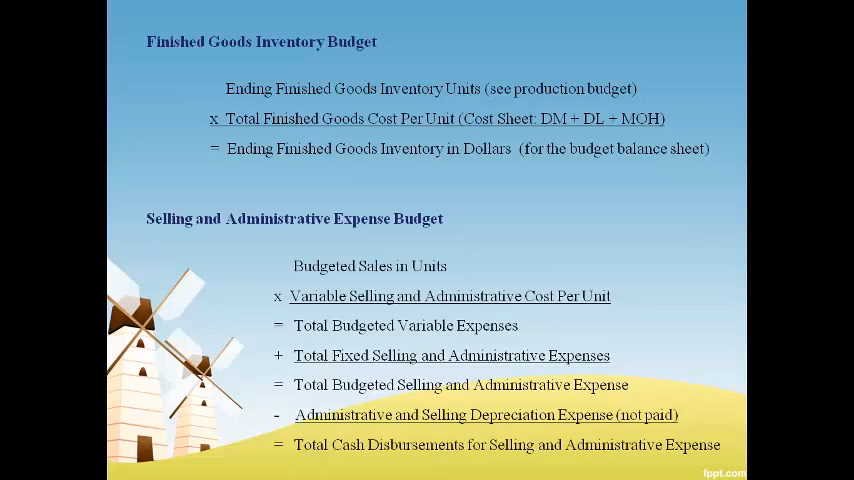 Finished Goods Inventory Budget
Ending Finished Goods Inventory Units (see production budget)
x Total Finished Goods Cost Per Unit (Cost Sheet: DM + DL + MOH)
= Ending Finished Goods Inventory in Dollars (for the budget balance sheet)
Selling and Administrative Expense Budget
Budgeted Sales in Units
x Variable Selling and Administrative Cost Per Unit
= Total Budgeted Variable Expenses
+ Total Fixed Selling and Administrative Expenses
= Total Budgeted Selling and Administrative Expense
- Administrative and Selling Depreciation Expense (not paid)
= Total Cash Disbursements for Selling and Administrative Expense
fppt.com